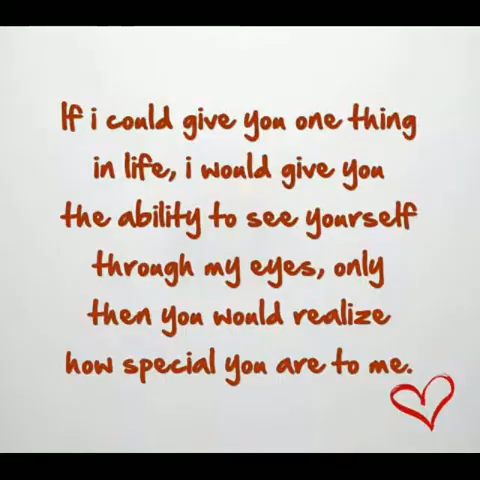 If i could give you one thing
in life, i would give you
the ability to see yourself
through my eyes, only
then you would realize
how special you are to me.